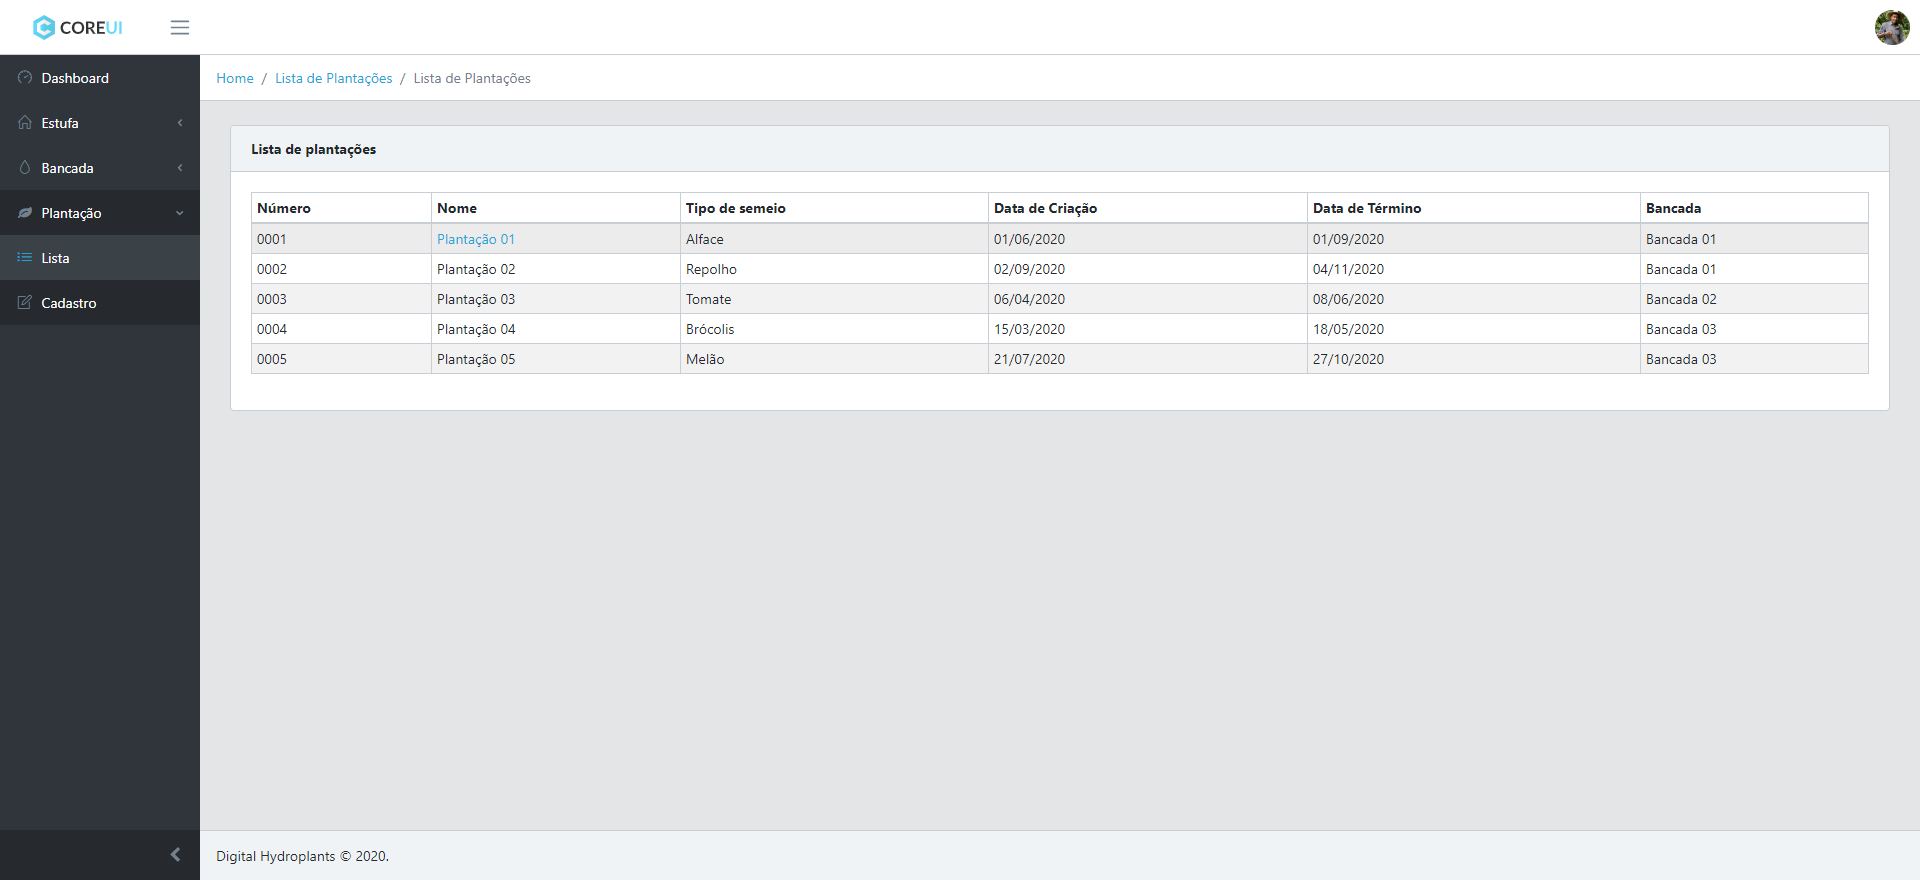 COREUI
Dashboard
Estufa
Bancada
Plantação
Lista
Cadastro
Home / Lista de Plantações / Lista de Plantações
Lista de plantações
Número Nome Tipo de semeio Data de Criação Data de Término Bancada
0001 Plantação 01 Alface 01/06/2020 01/09/2020 Bancada 01
0002 Plantação 02 Repolho 02/09/2020 04/11/2020 Bancada 01
0003 Plantação 03 Tomate 06/04/2020 08/06/2020 Bancada 02
0004 Plantação 04 Brócolis 15/03/2020 18/05/2020 Bancada 03
0005 Plantação 05 Melão 21/07/2020 27/10/2020 Bancada 03
Digital Hydroplants © 2020.